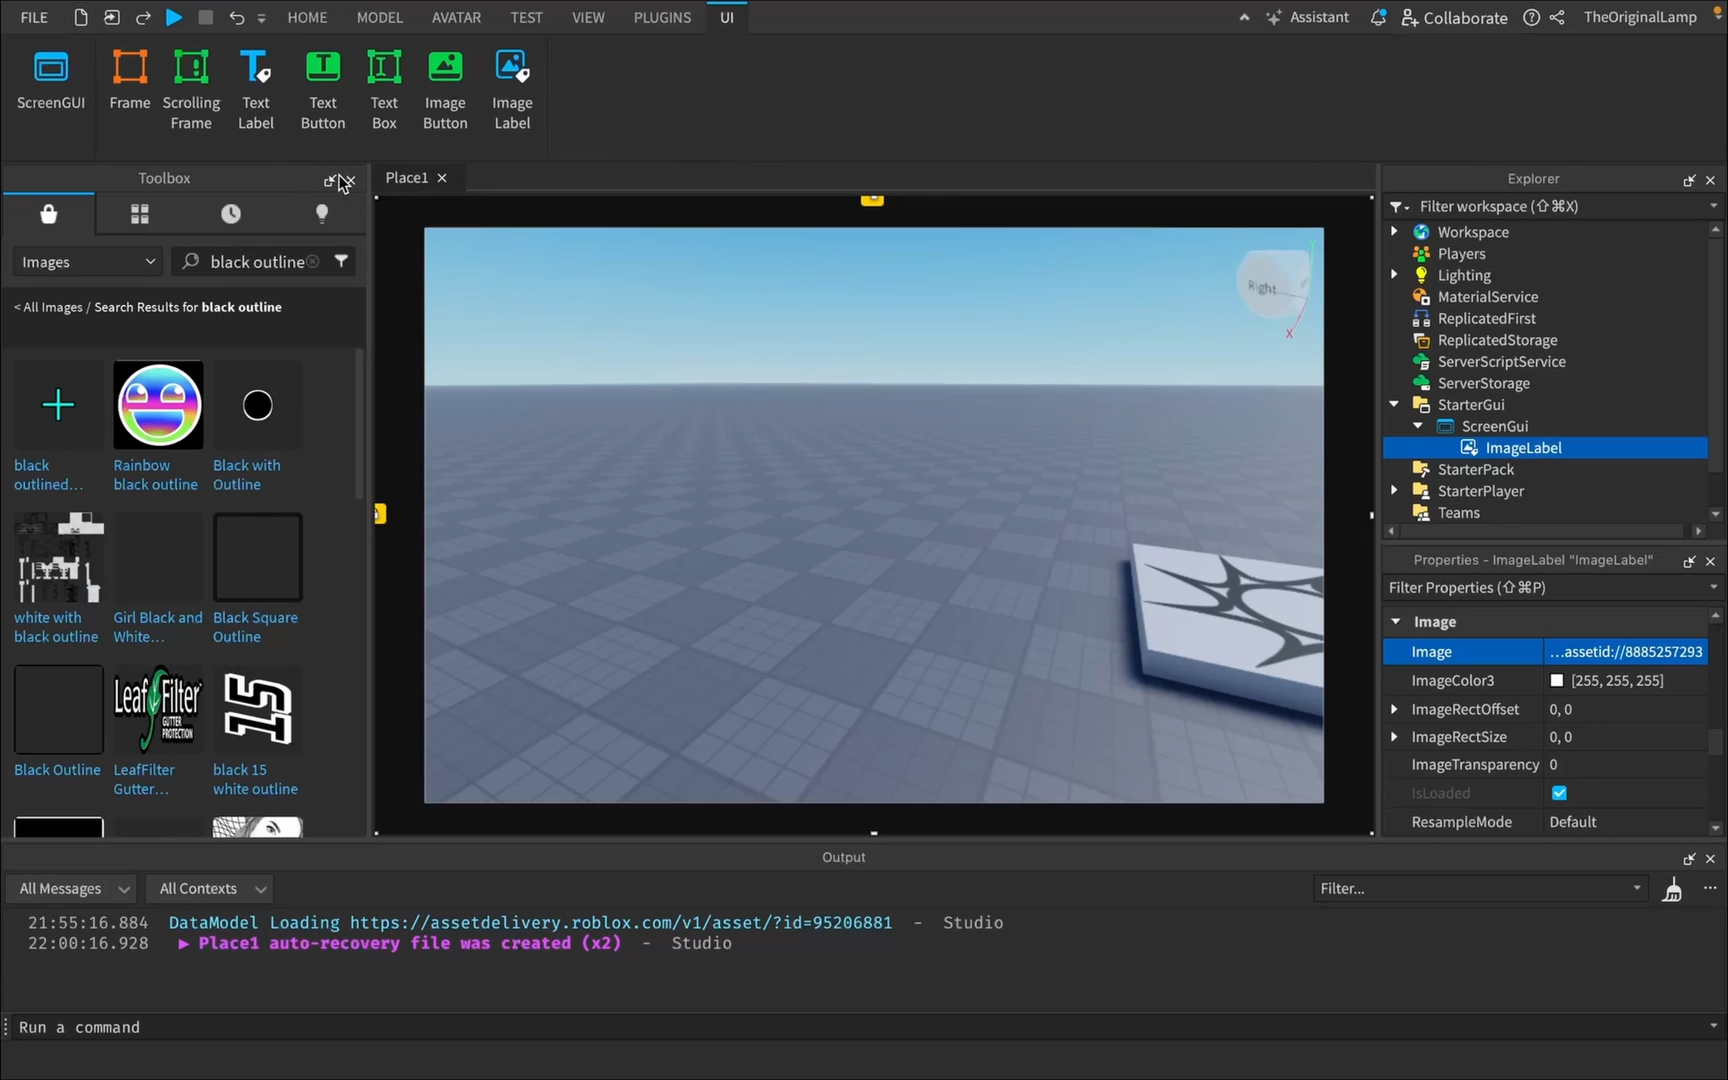 FILE HOME MODEL AVATAR TEST VIEW PLUGINS UI Assistant Collaborate TheOriginalLamp
ScreenGUI Frame Scrolling Frame Text Label Text Button Text Box Image Button Image Label
Toolbox
Images black outline
< All Images / Search Results for black outline
black outlined...
Rainbow black outline
Black with Outline
white with black outline
Girl Black and White...
Black Square Outline
Leaf Filter
GUTTER
PROTECTION
15
Black Outline
LeafFilter Gutter...
black 15 white outline
Place1
Right
Y
X
Explorer
Filter workspace (⇧⌘X)
Workspace
Players
Lighting
MaterialService
ReplicatedFirst
ReplicatedStorage
ServerScriptService
ServerStorage
StarterGui
ScreenGui
ImageLabel
StarterPack
StarterPlayer
Teams
Properties - ImageLabel "ImageLabel"
Filter Properties (⇧⌘P)
Image
Image ...assetid://8885257293
ImageColor3 [255, 255, 255]
ImageRectOffset 0, 0
ImageRectSize 0, 0
ImageTransparency 0
IsLoaded
ResampleMode Default
Output
All Messages All Contexts Filter...
21:55:16.884 DataModel Loading https://assetdelivery.roblox.com/v1/asset/?id=95206881 - Studio
22:00:16.928 ▶ Place1 auto-recovery file was created (x2) - Studio
Run a command